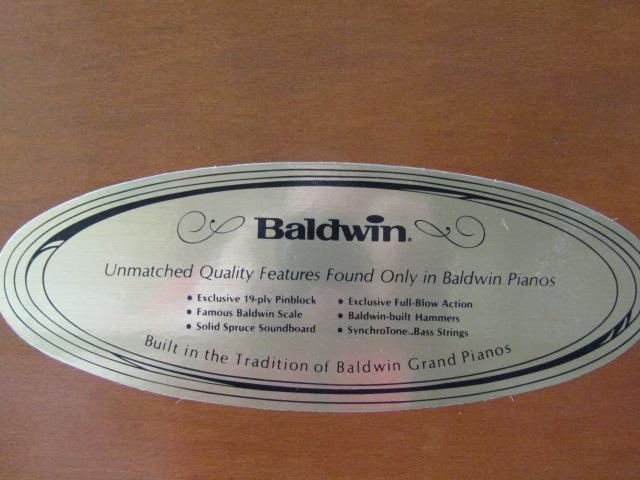 Baldwin.
Unmatched Quality Features Found Only in Baldwin Pianos
• Exclusive 19-ply Pinblock • Exclusive Full-Blow Action
• Famous Baldwin Scale • Baldwin-built Hammers
• Solid Spruce Soundboard • SynchroTone™ Bass Strings
Built in the Tradition of Baldwin Grand Pianos